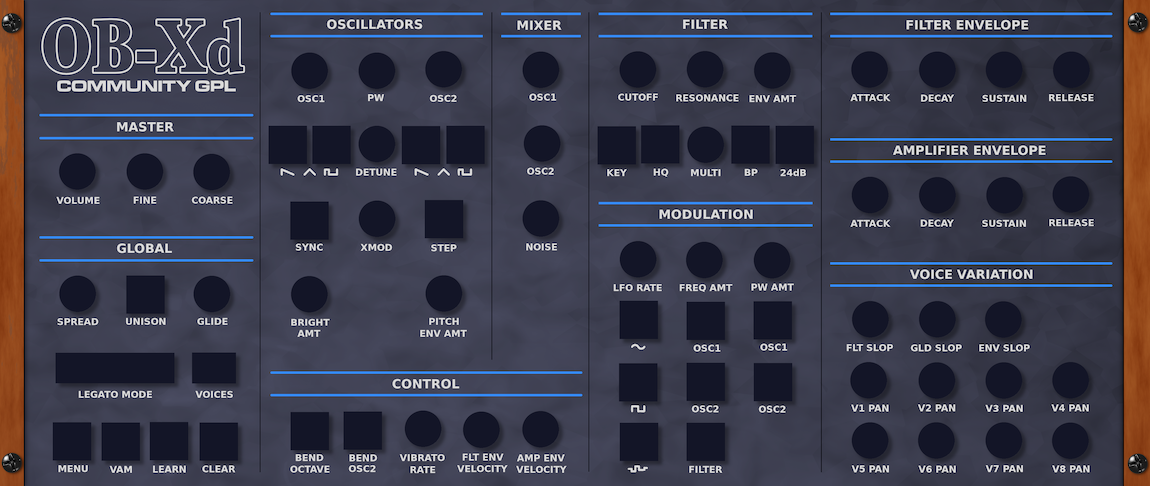 OB-Xd
COMMUNITY GPL
MASTER
VOLUME FINE COARSE
GLOBAL
SPREAD UNISON GLIDE
LEGATO MODE VOICES
MENU VAM LEARN CLEAR
OSCILLATORS
OSC1 PW OSC2
DETUNE
SYNC XMOD STEP
BRIGHT AMT
PITCH ENV AMT
MIXER
OSC1
OSC2
NOISE
CONTROL
BEND OCTAVE
BEND OSC2
VIBRATO RATE
FLT ENV VELOCITY
AMP ENV VELOCITY
FILTER
CUTOFF RESONANCE ENV AMT
KEY HQ MULTI BP 24dB
MODULATION
LFO RATE FREQ AMT PW AMT
OSC1 OSC1
OSC2 OSC2
FILTER
FILTER ENVELOPE
ATTACK DECAY SUSTAIN RELEASE
AMPLIFIER ENVELOPE
ATTACK DECAY SUSTAIN RELEASE
VOICE VARIATION
FLT SLOP GLD SLOP ENV SLOP
V1 PAN V2 PAN V3 PAN V4 PAN
V5 PAN V6 PAN V7 PAN V8 PAN